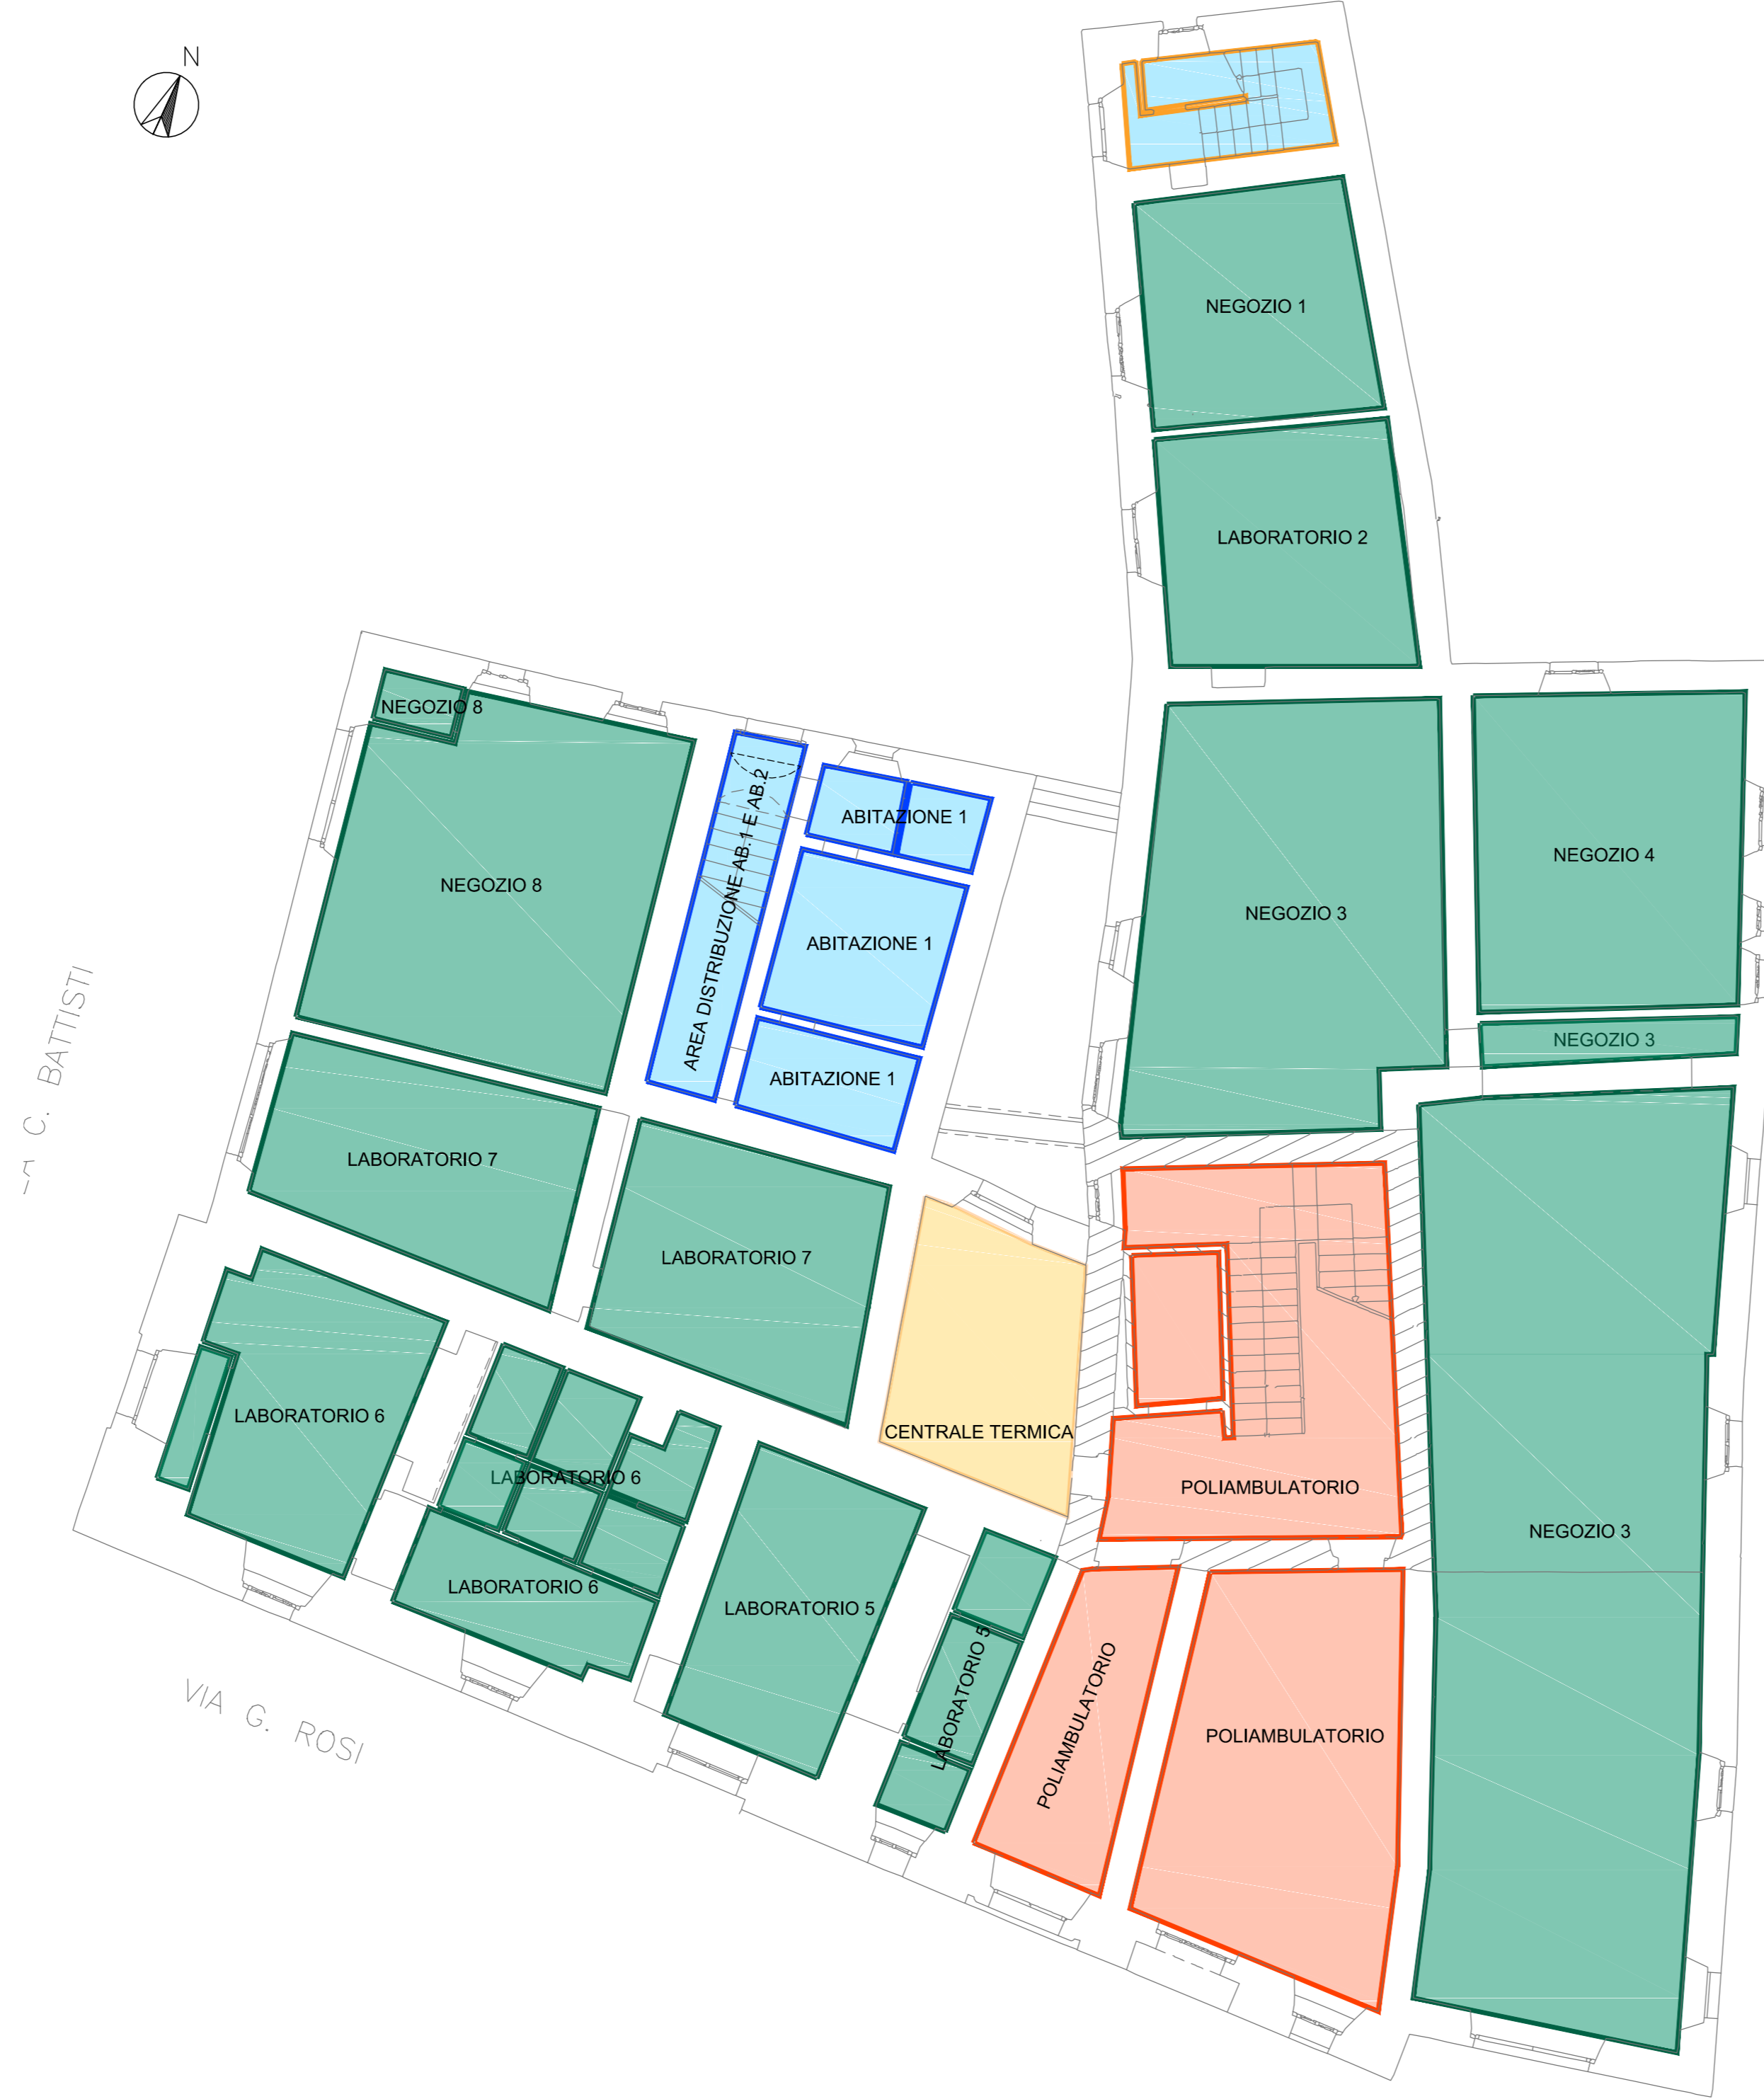 N
NEGOZIO 1
LABORATORIO 2
NEGOZIO 8
ABITAZIONE 1
AREA DISTRIBUZIONE AB.1 E AB.2
NEGOZIO 8
ABITAZIONE 1
NEGOZIO 3
NEGOZIO 4
NEGOZIO 3
ABITAZIONE 1
C. BATTISTI
LABORATORIO 7
LABORATORIO 7
LABORATORIO 6
CENTRALE TERMICA
LABORATORIO 6
POLIAMBULATORIO
NEGOZIO 3
LABORATORIO 6
LABORATORIO 5
LABORATORIO 5
POLIAMBULATORIO
POLIAMBULATORIO
VIA G. ROSI